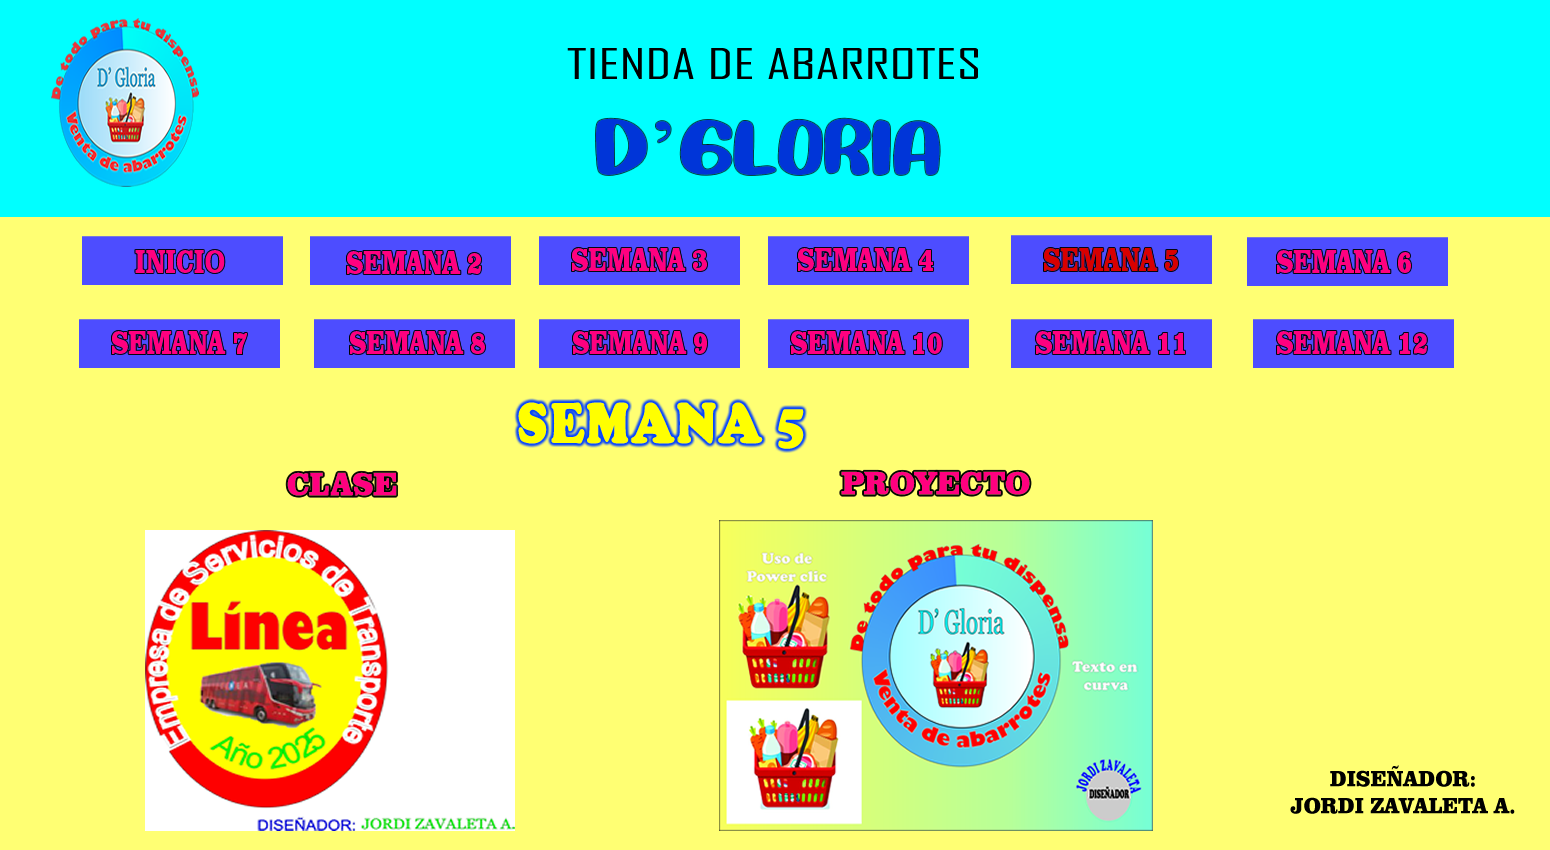 De todo para tu dispensa
D' Gloria
Venta de abarrotes
TIENDA DE ABARROTES
D'GLORIA
INICIO
SEMANA 2
SEMANA 3
SEMANA 4
SEMANA 5
SEMANA 6
SEMANA 7
SEMANA 8
SEMANA 9
SEMANA 10
SEMANA 11
SEMANA 12
SEMANA 5
CLASE
PROYECTO
Empresa de Servicios de Transporte
Línea
Año 2025
DISEÑADOR: JORDI ZAVALETA A.
Uso de
Power clic
De todo para tu dispensa
D' Gloria
Venta de abarrotes
Texto en
curva
JORDI ZAVALETA
DISEÑADOR
DISEÑADOR:
JORDI ZAVALETA A.